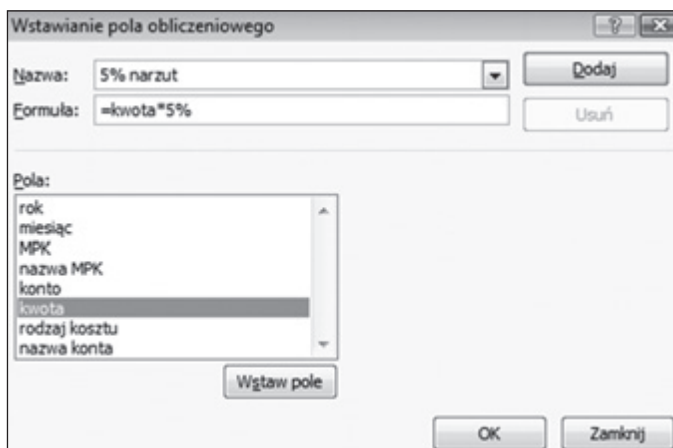 Wstawianie pola obliczeniowego
Nazwa: 5% narzut
Dodaj
Formuła: =kwota*5%
Usuń
Pola:
rok
miesiąc
MPK
nazwa MPK
konto
kwota
rodzaj kosztu
nazwa konta
Wstaw pole
OK
Zamknij